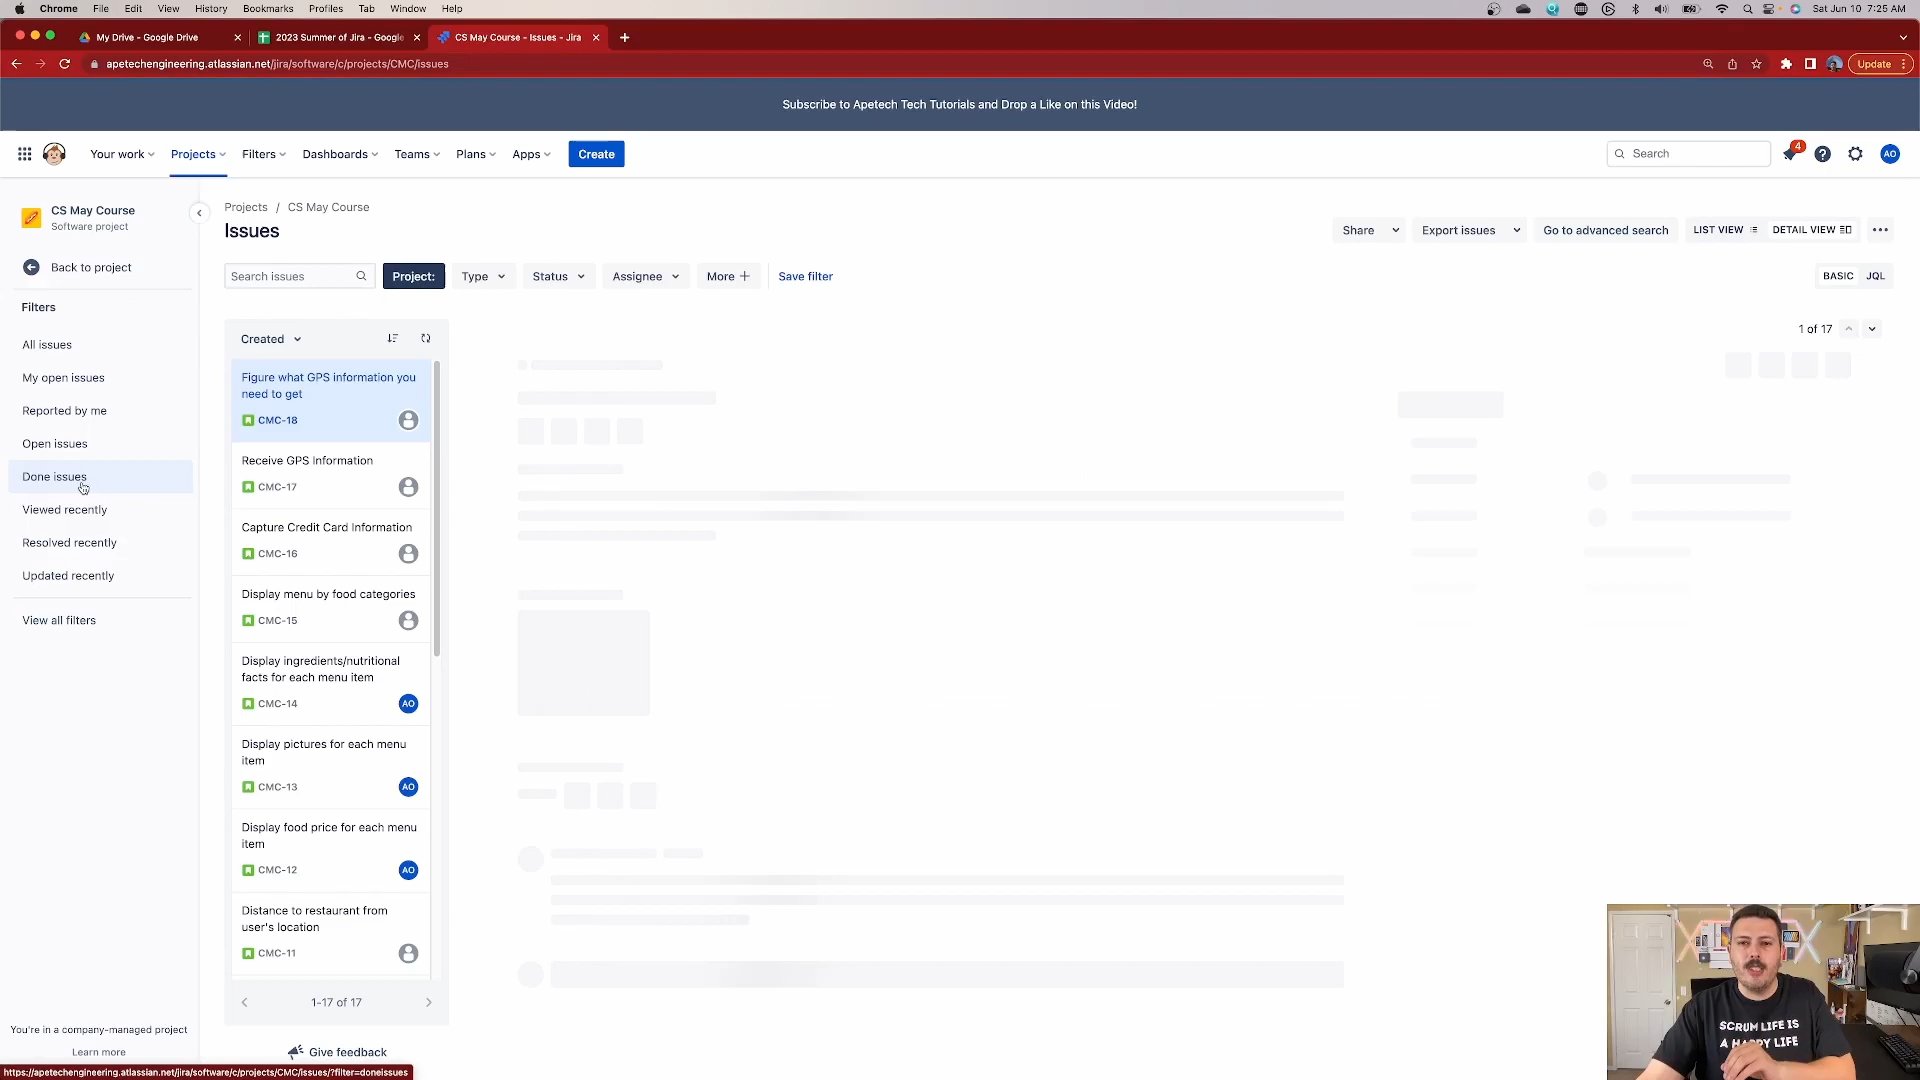 Chrome File Edit View History Bookmarks Profiles Tab Window Help
Sat Jun 10 7:25 AM
My Drive - Google Drive
2023 Summer of Jira - Google
CS May Course - Issues - Jira
apetechengineering.atlassian.net/jira/software/c/projects/CMC/issues
Update
Subscribe to Apetech Tech Tutorials and Drop a Like on this Video!
Your work
Projects
Filters
Dashboards
Teams
Plans
Apps
Create
Search
4
AO
CS May Course
Software project
Back to project
Filters
All issues
My open issues
Reported by me
Open issues
Done issues
Viewed recently
Resolved recently
Updated recently
View all filters
You're in a company-managed project
Learn more
Projects / CS May Course
Issues
Share
Export issues
Go to advanced search
LIST VIEW
DETAIL VIEW
Search issues
Project:
Type
Status
Assignee
More
Save filter
BASIC
JQL
Created
1 of 17
Figure what GPS information you
need to get
CMC-18
Receive GPS Information
CMC-17
Capture Credit Card Information
CMC-16
Display menu by food categories
CMC-15
Display ingredients/nutritional
facts for each menu item
CMC-14
AO
Display pictures for each menu
item
CMC-13
AO
Display food price for each menu
item
CMC-12
AO
Distance to restaurant from
user's location
CMC-11
1-17 of 17
Give feedback
https://apetechengineering.atlassian.net/jira/software/c/projects/CMC/issues/?filter=doneissues
SCRUM LIFE IS
A HAPPY LIFE